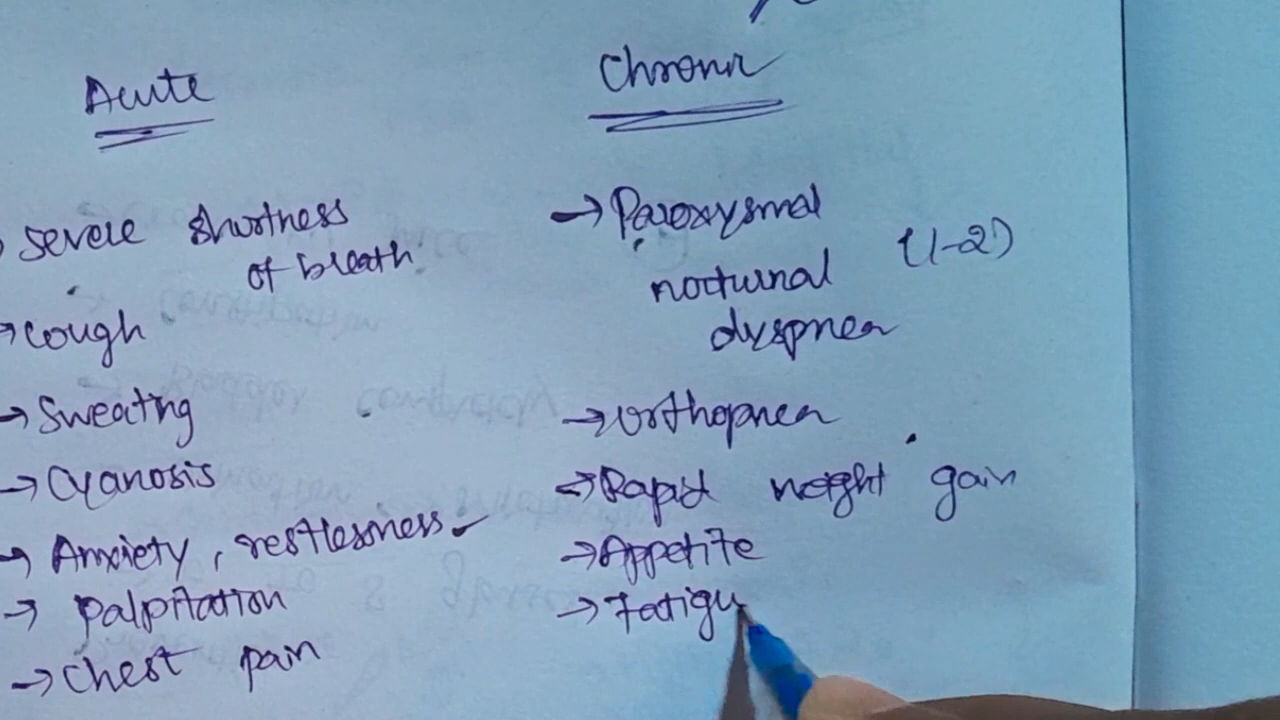 Acute
severe shortness
of breath
→ cough
→ Sweating
→ Cyanosis
→ Anxiety, restlessness
→ Palpitation
→ Chest pain
Chronic
→ Paroxysmal
nocturnal (1-2)
dyspnea
→ Orthopnea
→ Rapid weight gain
→ Appetite
→ Fatigu